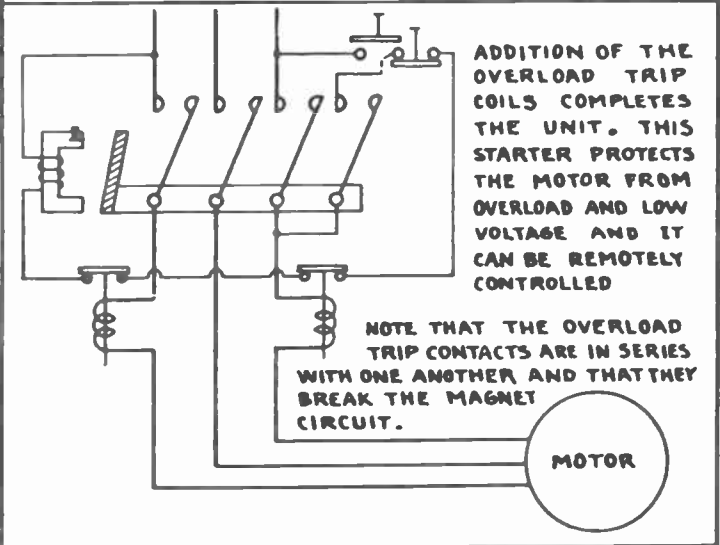 ADDITION OF THE
OVERLOAD TRIP
COILS COMPLETES
THE UNIT. THIS
STARTER PROTECTS
THE MOTOR FROM
OVERLOAD AND LOW
VOLTAGE AND IT
CAN BE REMOTELY
CONTROLLED
NOTE THAT THE OVERLOAD
TRIP CONTACTS ARE IN SERIES
WITH ONE ANOTHER AND THAT THEY
BREAK THE MAGNET
CIRCUIT.
MOTOR